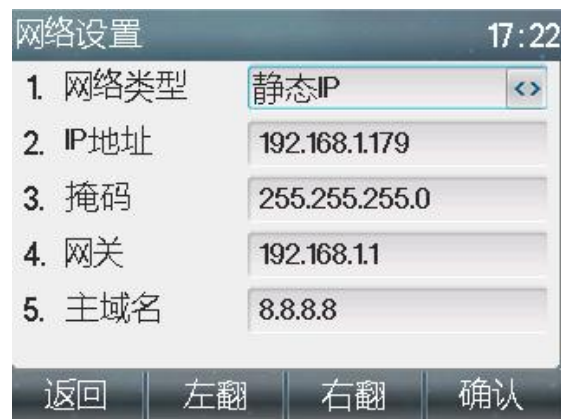 网络设置 17:22
1. 网络类型 静态IP <>
2. IP地址 192.168.1.179
3. 掩码 255.255.255.0
4. 网关 192.168.1.1
5. 主域名 8.8.8.8
返回 左翻 右翻 确认